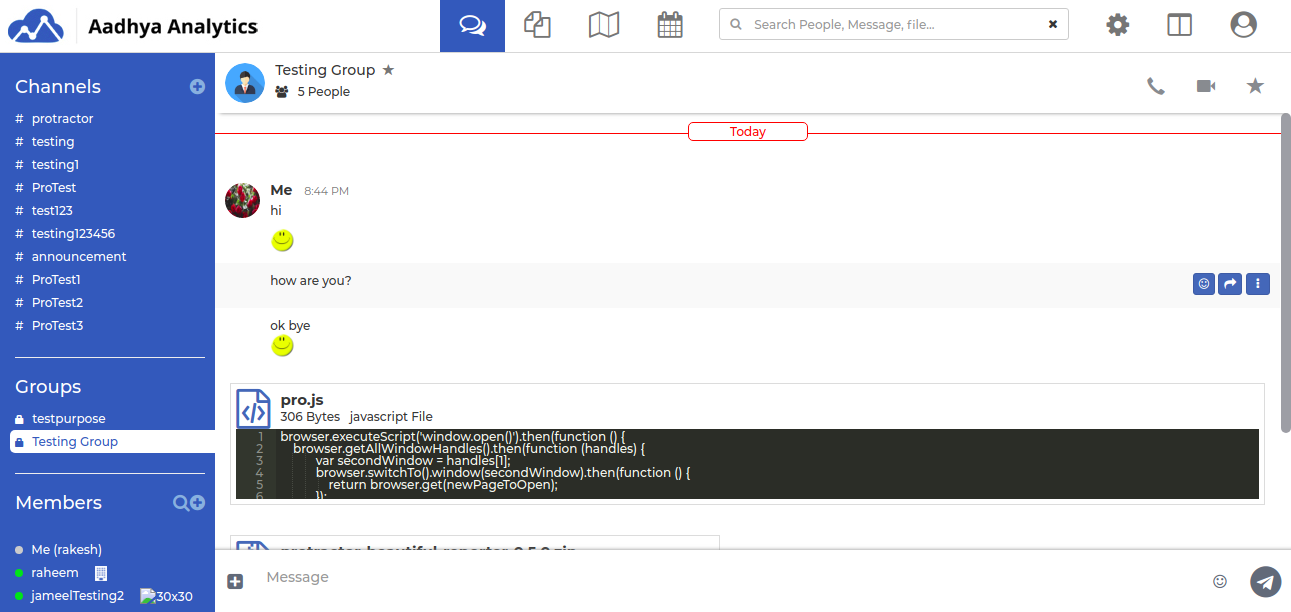 Aadhya Analytics
Search People, Message, file...
Channels
# protractor
# testing
# testing1
# ProTest
# test123
# testing123456
# announcement
# ProTest1
# ProTest2
# ProTest3
Groups
testpurpose
Testing Group
Members
Me (rakesh)
raheem
jameelTesting2 30x30
Testing Group
5 People
Today
Me 8:44 PM
hi
how are you?
ok bye
pro.js
306 Bytes javascript File
1 browser.executeScript('window.open()').then(function () {
2 browser.getAllWindowHandles().then(function (handles) {
3 var secondWindow = handles[1];
4 browser.switchTo().window(secondWindow).then(function () {
5 return browser.get(newPageToOpen);
6 });
Message